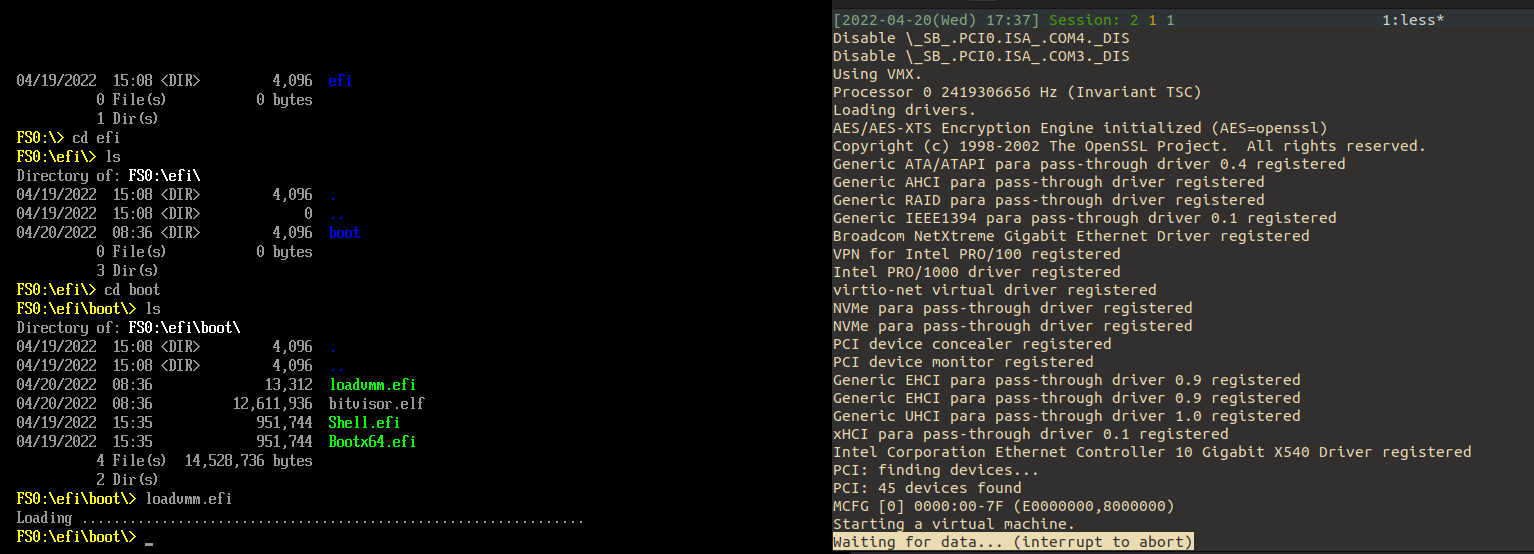 04/19/2022  15:08 <DIR>         4,096  efi
          0 File(s)           0 bytes
          1 Dir(s)
FS0:\> cd efi
FS0:\efi\> ls
Directory of: FS0:\efi\
04/19/2022  15:08 <DIR>         4,096  .
04/19/2022  15:08 <DIR>             0  ..
04/20/2022  08:36 <DIR>         4,096  boot
          0 File(s)           0 bytes
          3 Dir(s)
FS0:\efi\> cd boot
FS0:\efi\boot\> ls
Directory of: FS0:\efi\boot\
04/19/2022  15:08 <DIR>         4,096  .
04/19/2022  15:08 <DIR>         4,096  ..
04/20/2022  08:36              13,312  loadvmm.efi
04/20/2022  08:36          12,611,936  bitvisor.elf
04/19/2022  15:35             951,744  Shell.efi
04/19/2022  15:35             951,744  Bootx64.efi
          4 File(s)  14,528,736 bytes
          2 Dir(s)
FS0:\efi\boot\> loadvmm.efi
Loading ...............................................................
FS0:\efi\boot\> _
[2022-04-20(Wed) 17:37] Session: 2 1 1                          1:less*
Disable \_SB_.PCI0.ISA_.COM4._DIS
Disable \_SB_.PCI0.ISA_.COM3._DIS
Using VMX.
Processor 0 2419306656 Hz (Invariant TSC)
Loading drivers.
AES/AES-XTS Encryption Engine initialized (AES=openssl)
Copyright (c) 1998-2002 The OpenSSL Project.  All rights reserved.
Generic ATA/ATAPI para pass-through driver 0.4 registered
Generic AHCI para pass-through driver registered
Generic RAID para pass-through driver registered
Generic IEEE1394 para pass-through driver 0.1 registered
Broadcom NetXtreme Gigabit Ethernet Driver registered
VPN for Intel PRO/100 registered
Intel PRO/1000 driver registered
virtio-net virtual driver registered
NVMe para pass-through driver registered
NVMe para pass-through driver registered
PCI device concealer registered
PCI device monitor registered
Generic EHCI para pass-through driver 0.9 registered
Generic EHCI para pass-through driver 0.9 registered
Generic UHCI para pass-through driver 1.0 registered
xHCI para pass-through driver 0.1 registered
Intel Corporation Ethernet Controller 10 Gigabit X540 Driver registered
PCI: finding devices...
PCI: 45 devices found
MCFG [0] 0000:00-7F (E0000000,8000000)
Starting a virtual machine.
Waiting for data... (interrupt to abort)